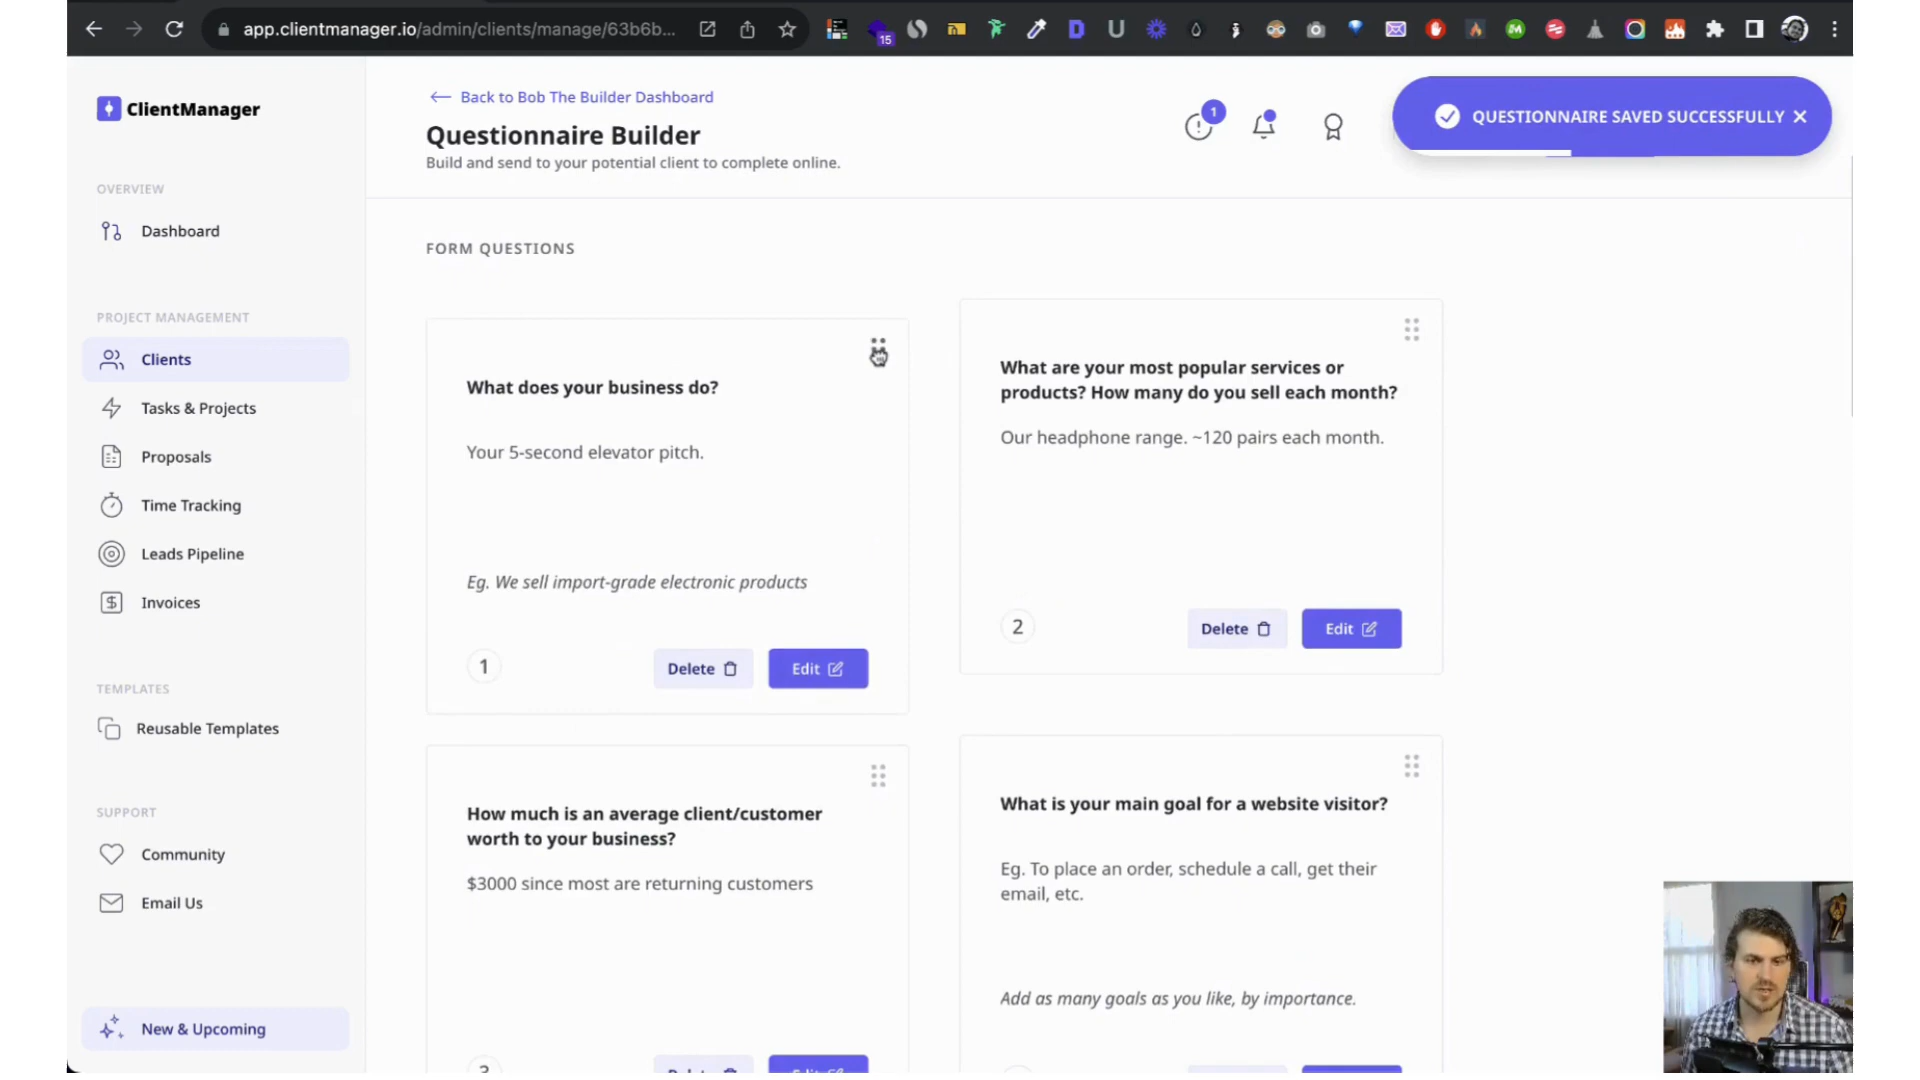 app.clientmanager.io/admin/clients/manage/63b6b...
15
ClientManager
OVERVIEW
Dashboard
PROJECT MANAGEMENT
Clients
Tasks & Projects
Proposals
Time Tracking
Leads Pipeline
Invoices
TEMPLATES
Reusable Templates
SUPPORT
Community
Email Us
New & Upcoming
Back to Bob The Builder Dashboard
Questionnaire Builder
Build and send to your potential client to complete online.
1
QUESTIONNAIRE SAVED SUCCESSFULLY
FORM QUESTIONS
What does your business do?
Your 5-second elevator pitch.
Eg. We sell import-grade electronic products
1
Delete
Edit
What are your most popular services or
products? How many do you sell each month?
Our headphone range. ~120 pairs each month.
2
Delete
Edit
How much is an average client/customer
worth to your business?
$3000 since most are returning customers
What is your main goal for a website visitor?
Eg. To place an order, schedule a call, get their
email, etc.
Add as many goals as you like, by importance.